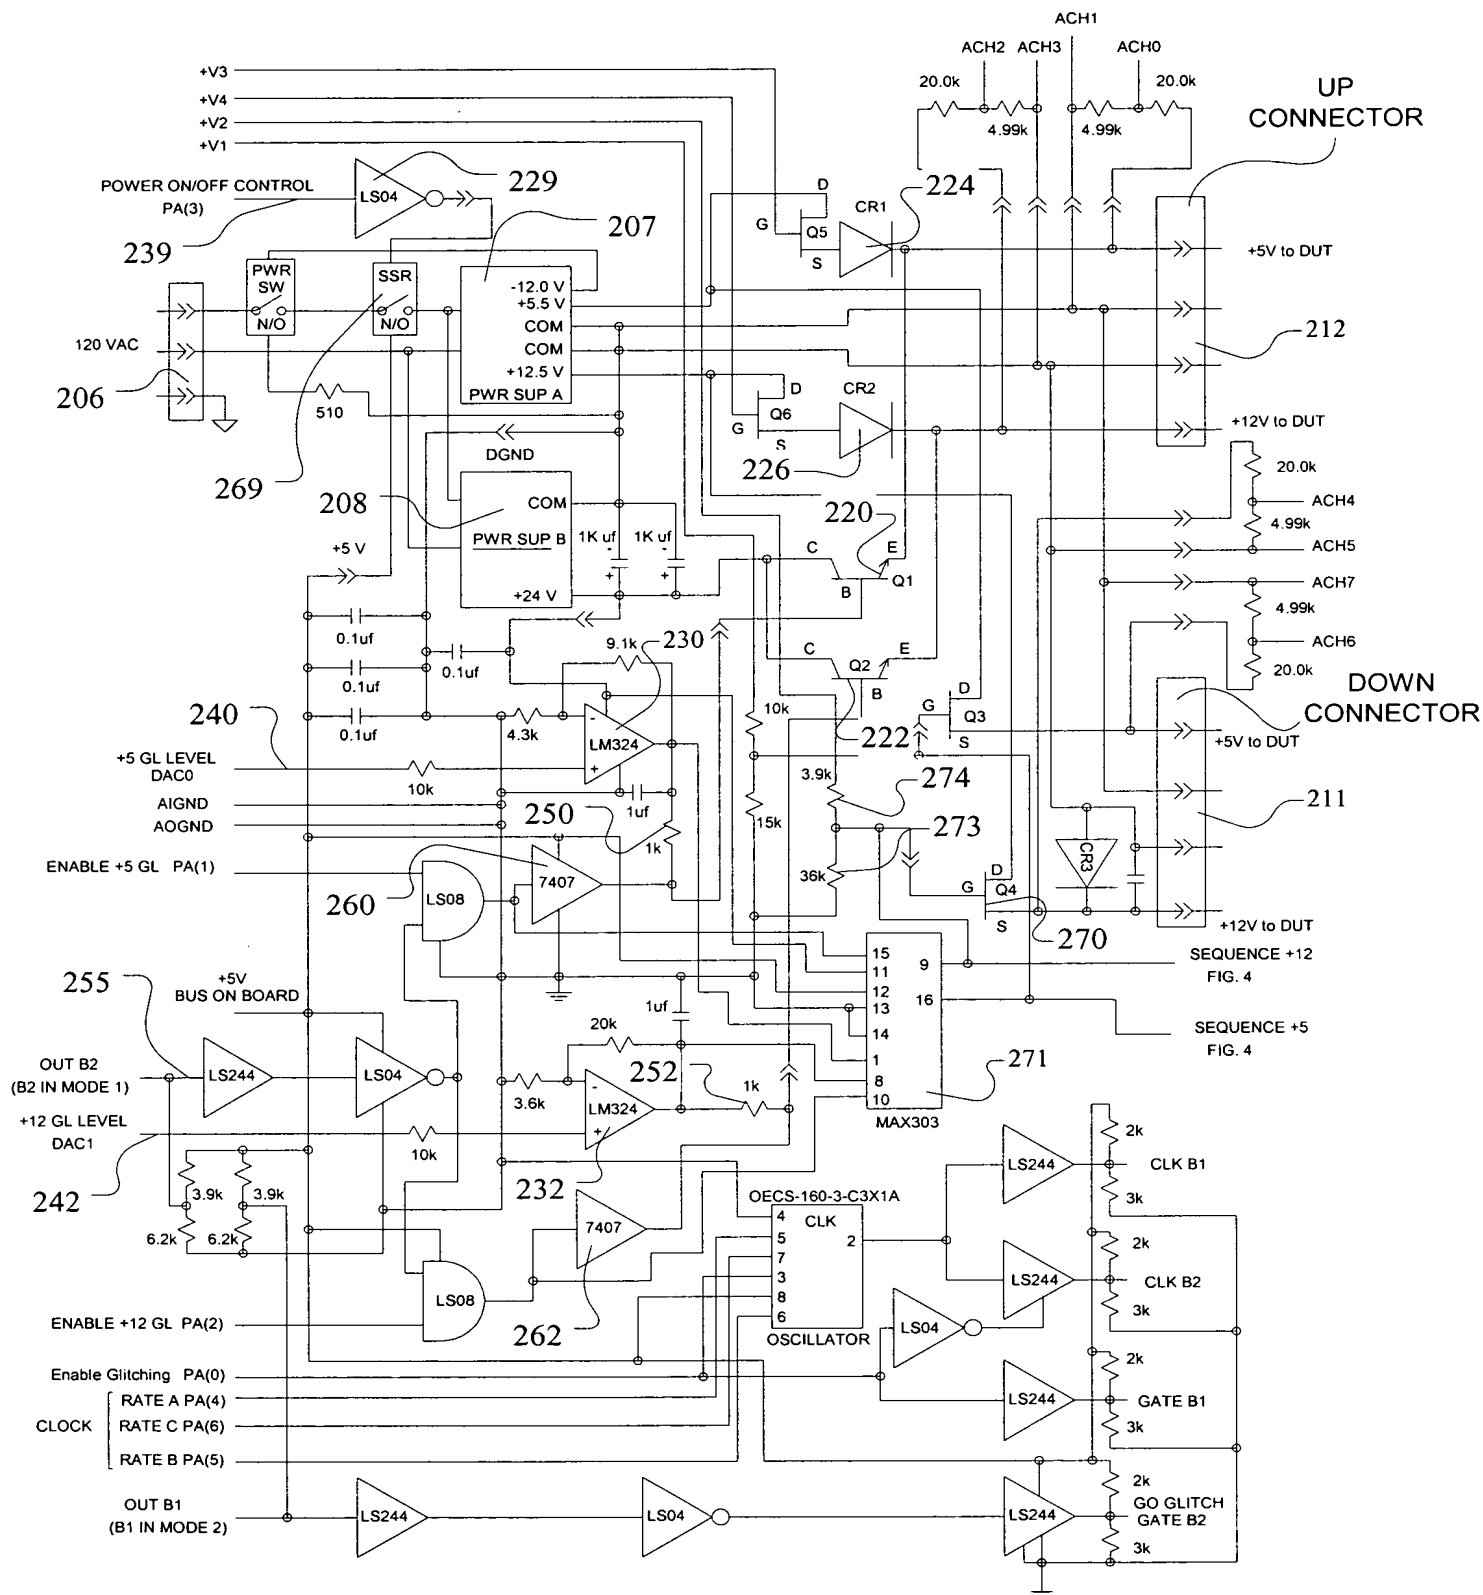 ACH1
ACH2 ACH3 ACH0
+V3
20.0k 20.0k
UP
CONNECTOR
+V4
4.99k 4.99k
+V2
+V1
229
POWER ON/OFF CONTROL
PA(3)
LS04
D
CR1
224
207
239
G
Q5
S
+5V to DUT
PWR
SW
N/O
SSR
N/O
-12.0 V
+5.5 V
COM
COM
+12.5 V
PWR SUP A
120 VAC
206
212
510
D
CR2
Q6
G
S
+12V to DUT
DGND
226
269
20.0k
208
COM
PWR SUP B
+24 V
220
ACH4
4.99k
+5 V
1K uf
-
+
1K uf
-
+
C
E
B
Q1
ACH5
ACH7
0.1uf
4.99k
9.1k
230
C
E
Q2
B
ACH6
0.1uf
0.1uf
20.0k
D
G
Q3
S
DOWN
CONNECTOR
240
0.1uf
4.3k
-
LM324
+
10k
222
+5V to DUT
+5 GL LEVEL
DAC0
10k
3.9k
274
AIGND
AOGND
1uf
250
1k
15k
273
211
ENABLE +5 GL PA(1)
LS08
7407
260
36k
CR3
D
G
Q4
S
270
+12V to DUT
255
+5V
BUS ON BOARD
15
11
12
13
14
1
8
10
9
16
SEQUENCE +12
FIG. 4
SEQUENCE +5
FIG. 4
1uf
OUT B2
(B2 IN MODE 1)
LS244
LS04
20k
252
1k
271
MAX303
3.6k
-
LM324
+
+12 GL LEVEL
DAC1
10k
242
232
3.9k
3.9k
6.2k
6.2k
LS244
2k
CLK B1
3k
OECS-160-3-C3X1A
CLK
4
5
7
3
8
6
2
OSCILLATOR
7407
262
LS08
LS244
2k
CLK B2
3k
ENABLE +12 GL PA(2)
LS04
Enable Glitching PA(0)
2k
CLOCK
RATE A PA(4)
RATE C PA(6)
RATE B PA(5)
LS244
GATE B1
3k
OUT B1
(B1 IN MODE 2)
LS244
LS04
LS244
2k
GO GLITCH
GATE B2
3k